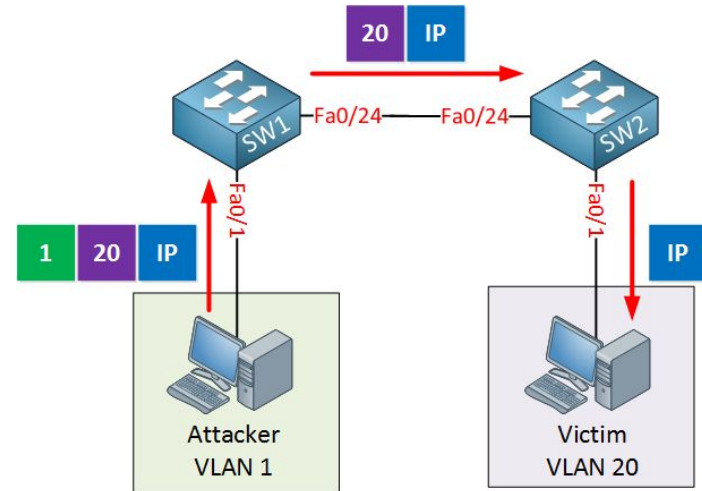 20 IP
SW1
Fa0/24
Fa0/24
SW2
Fa0/1
Fa0/1
1 20 IP
IP
Attacker
VLAN 1
Victim
VLAN 20